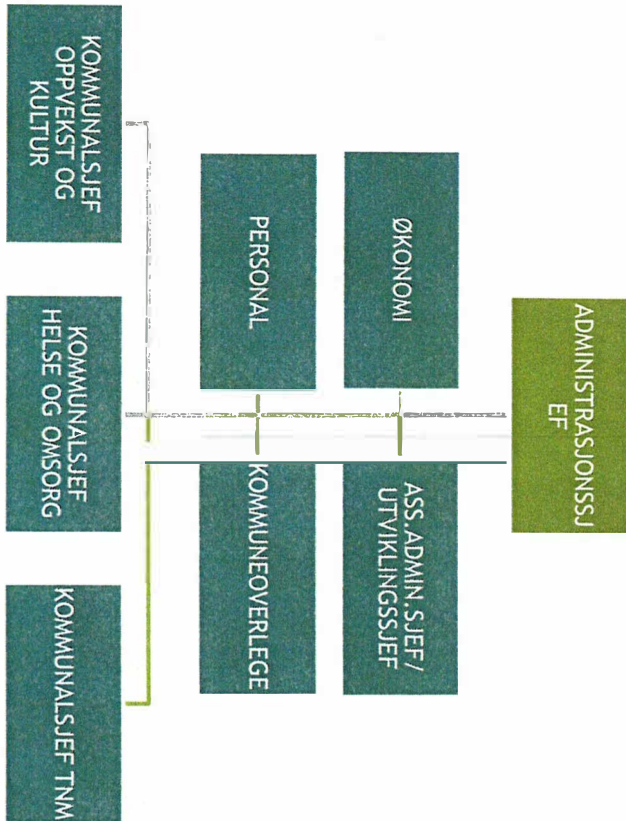 ADMINISTRASJONSSJ
EF
ØKONOMI
ASS.ADMIN.SJEF/
UTVIKLINGSSJEF
PERSONAL
KOMMUNEOVERLEGE
KOMMUNALSJEF
OPPVEKST OG
KULTUR
KOMMUNALSJEF
HELSE OG OMSORG
KOMMUNALSJEF TNM